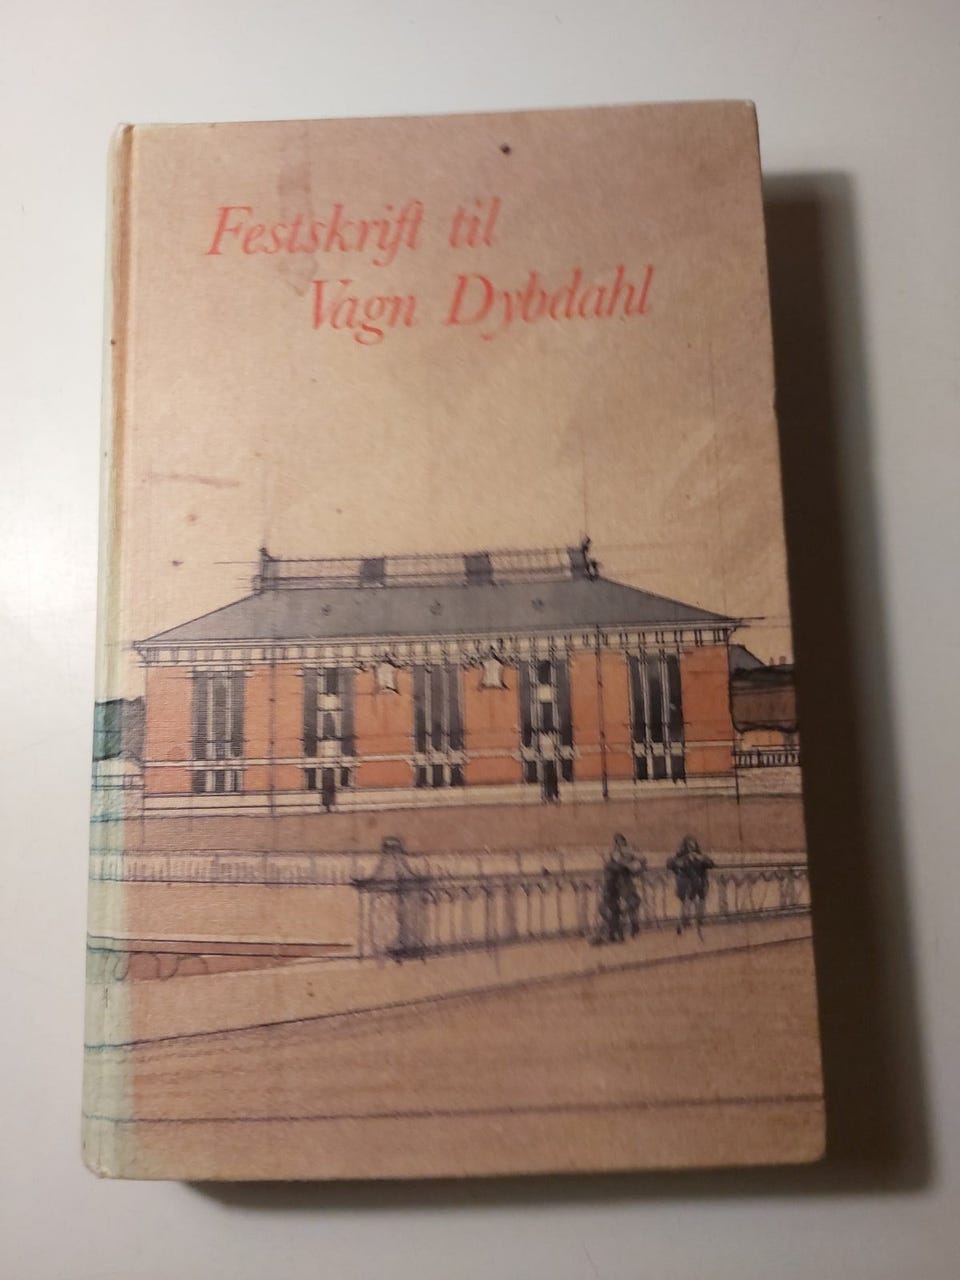 Festskrift til
Vagn Dybdahl